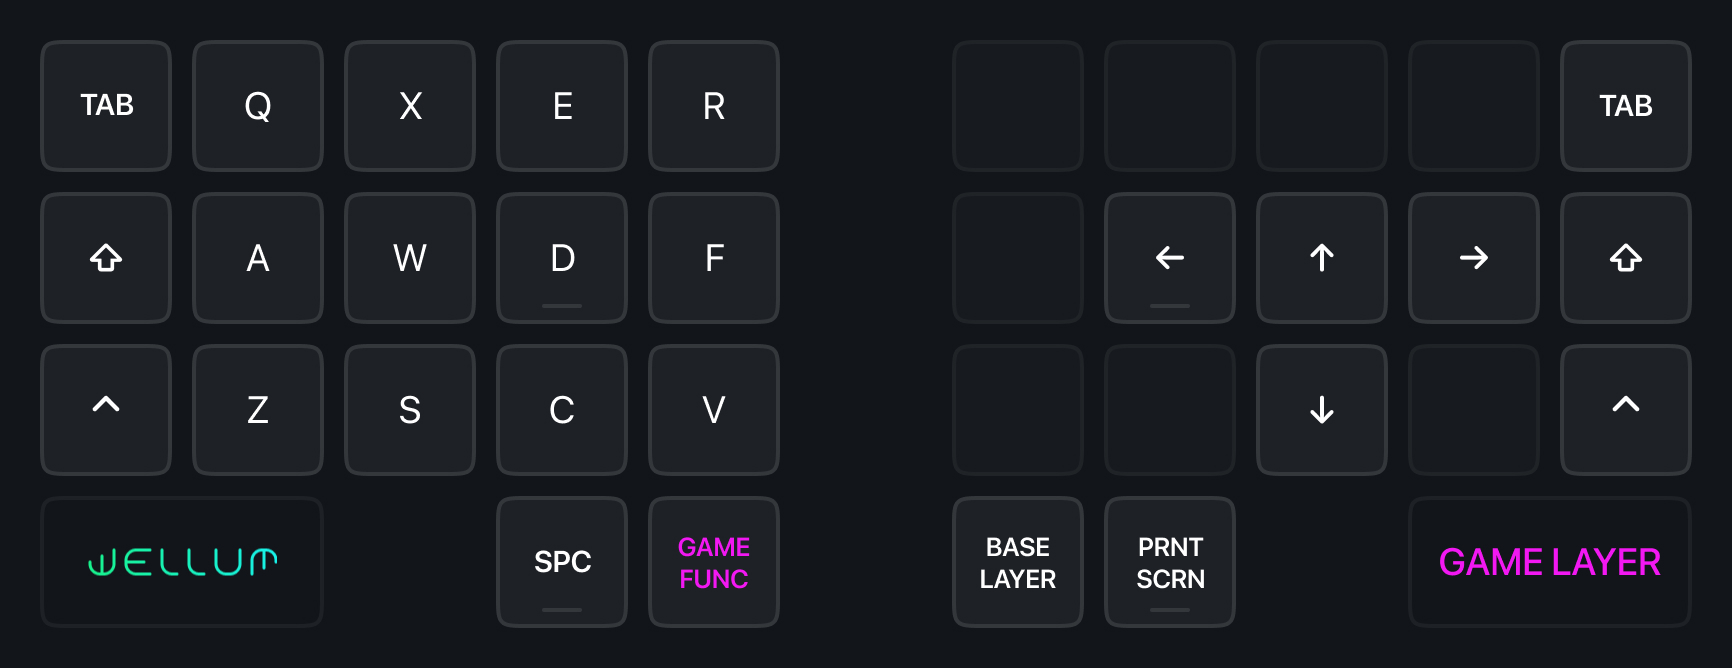 TAB Q X E R TAB
⇧ A W D F ← ↑ → ⇧
^ Z S C V ↓ ^
WELLUM SPC GAME FUNC BASE LAYER PRNT SCRN GAME LAYER